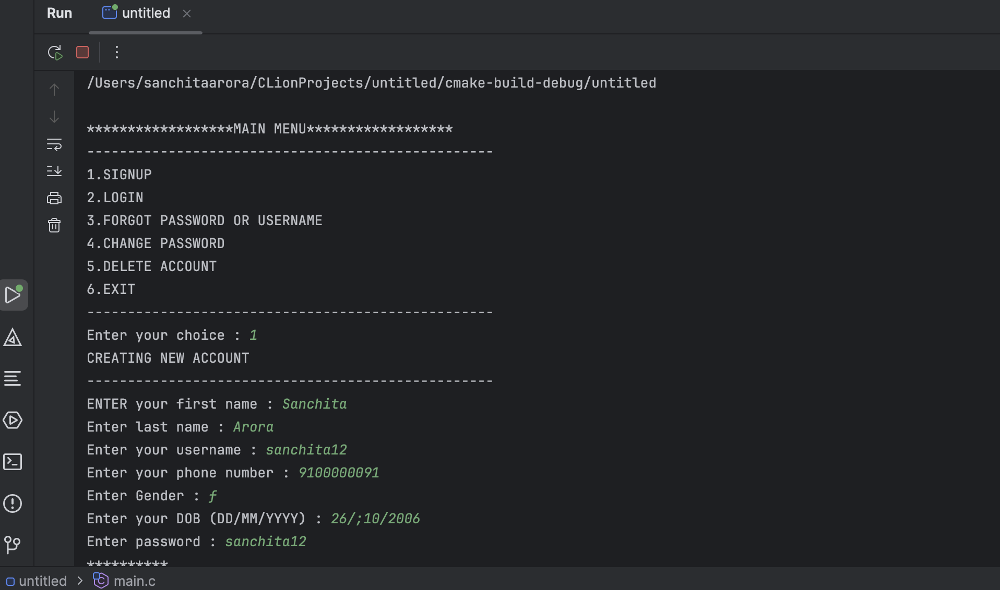 Run untitled
/Users/sanchitaarora/CLionProjects/untitled/cmake-build-debug/untitled
******************MAIN MENU******************
--------------------------------------------------
1.SIGNUP
2.LOGIN
3.FORGOT PASSWORD OR USERNAME
4.CHANGE PASSWORD
5.DELETE ACCOUNT
6.EXIT
--------------------------------------------------
Enter your choice : 1
CREATING NEW ACCOUNT
--------------------------------------------------
ENTER your first name : Sanchita
Enter last name : Arora
Enter your username : sanchita12
Enter your phone number : 9100000091
Enter Gender : f
Enter your DOB (DD/MM/YYYY) : 26/;10/2006
Enter password : sanchita12
**********
untitled > main.c